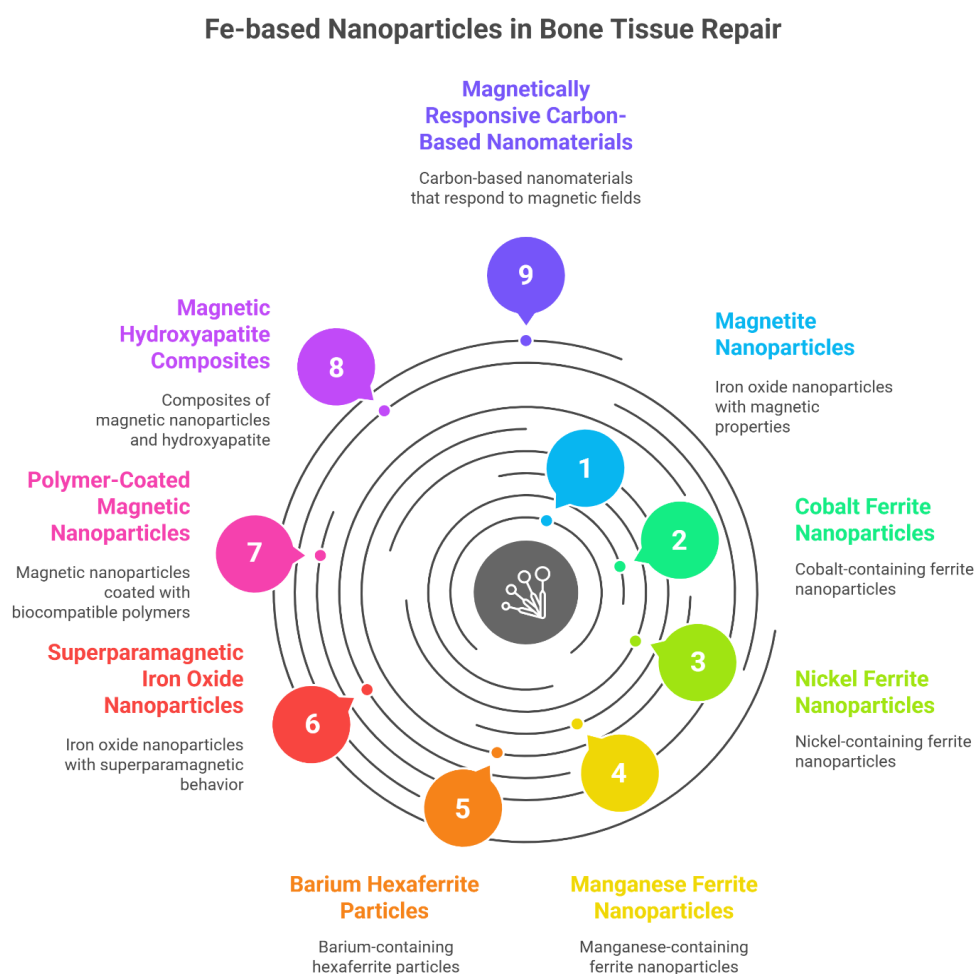 Fe-based Nanoparticles in Bone Tissue Repair
Magnetically
Responsive Carbon-
Based Nanomaterials
Carbon-based nanomaterials
that respond to magnetic fields
9
Magnetic
Hydroxyapatite
Composites
Composites of
magnetic nanoparticles
and hydroxyapatite
8
Magnetite
Nanoparticles
Iron oxide nanoparticles
with magnetic
properties
1
Polymer-Coated
Magnetic
Nanoparticles
Magnetic nanoparticles
coated with
biocompatible polymers
7
Cobalt Ferrite
Nanoparticles
Cobalt-containing ferrite
nanoparticles
2
Superparamagnetic
Iron Oxide
Nanoparticles
Iron oxide nanoparticles
with superparamagnetic
behavior
6
Nickel Ferrite
Nanoparticles
Nickel-containing ferrite
nanoparticles
3
5
Barium Hexaferrite
Particles
Barium-containing
hexaferrite particles
4
Manganese Ferrite
Nanoparticles
Manganese-containing
ferrite nanoparticles